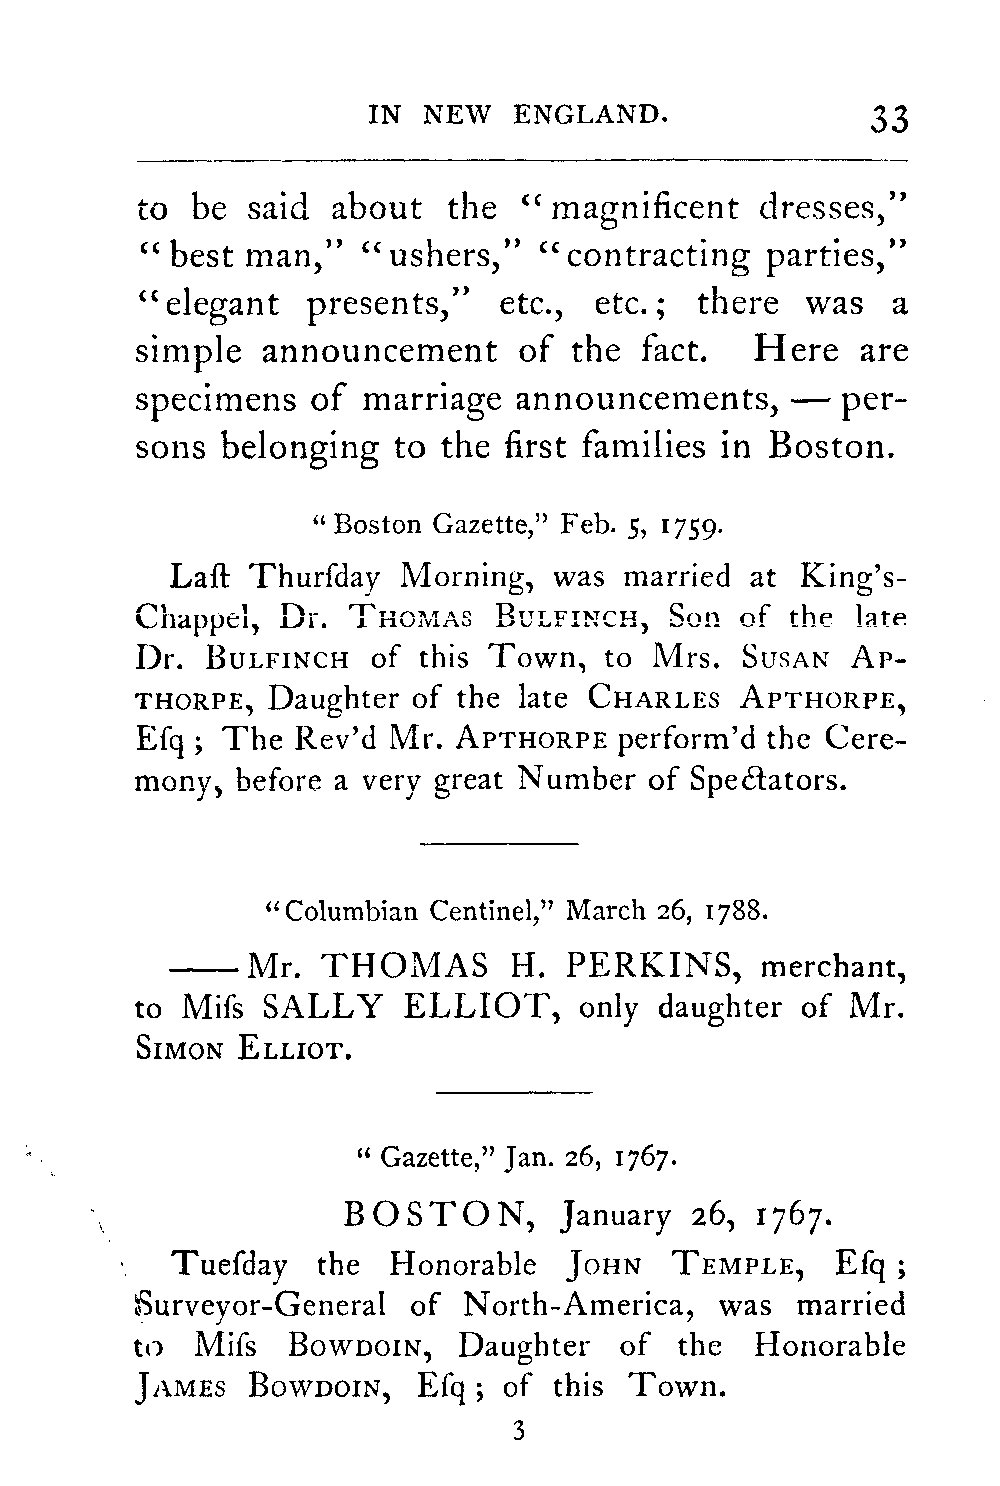 IN NEW ENGLAND. 33
to be said about the “magnificent dresses,”
“best man,” “ushers,” “contracting parties,”
“elegant presents,” etc., etc.; there was a
simple announcement of the fact. Here are
specimens of marriage announcements, — per-
sons belonging to the first families in Boston.
“Boston Gazette,” Feb. 5, 1759.
Laſt Thurſday Morning, was married at King's-
Chappel, Dr. THOMAS BULFINCH, Son of the late
Dr. BULFINCH of this Town, to Mrs. SUSAN AP-
THORPE, Daughter of the late CHARLES APTHORPE,
Eſq; The Rev'd Mr. APTHORPE perform'd the Cere-
mony, before a very great Number of Spectators.
“Columbian Centinel,” March 26, 1788.
—— Mr. THOMAS H. PERKINS, merchant,
to Miſs SALLY ELLIOT, only daughter of Mr.
SIMON ELLIOT.
“Gazette,” Jan. 26, 1767.
BOSTON, January 26, 1767.
Tueſday the Honorable JOHN TEMPLE, Eſq;
Surveyor-General of North-America, was married
to Miſs BOWDOIN, Daughter of the Honorable
JAMES BOWDOIN, Eſq; of this Town.
3